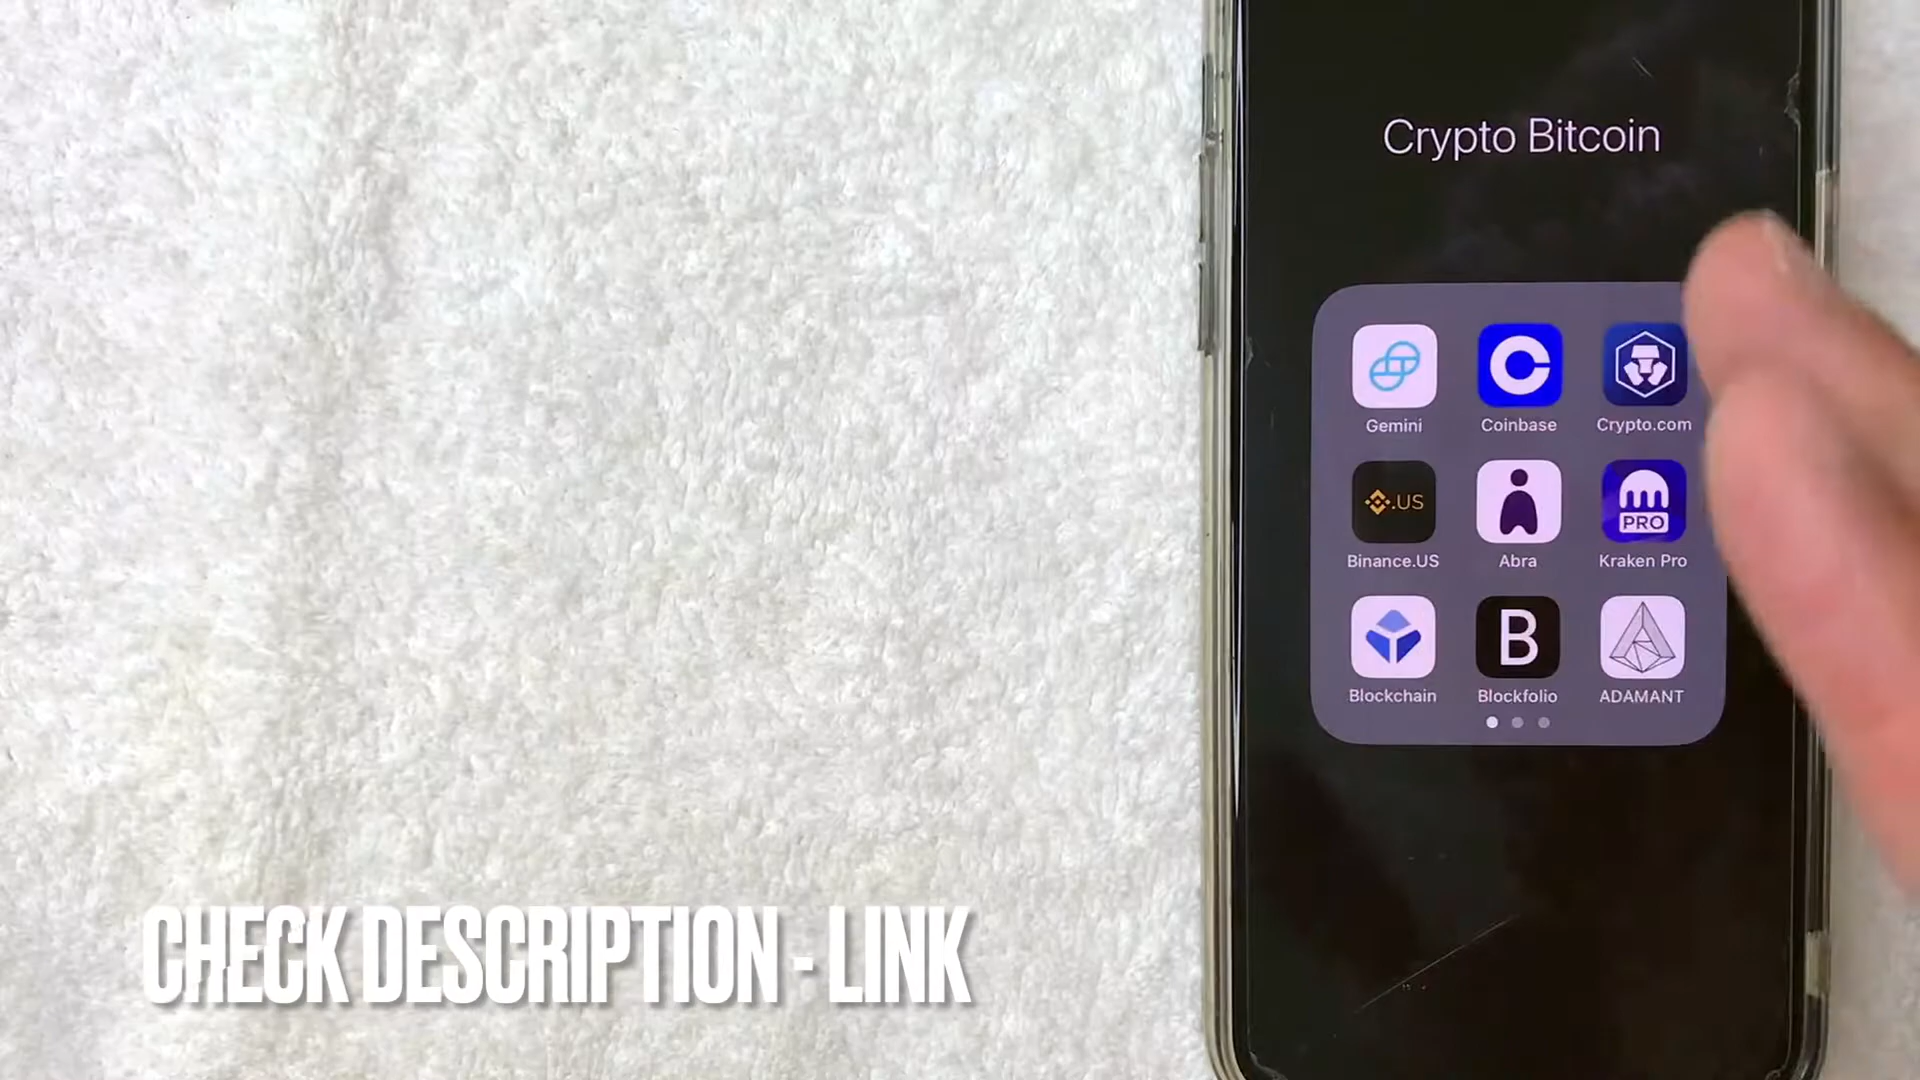 Crypto Bitcoin
Gemini Coinbase Crypto.com
.US
Binance.US Abra Kraken Pro
PRO
B
Blockchain Blockfolio ADAMANT
CHECK DESCRIPTION - LINK